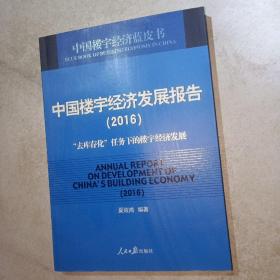 中国楼宇经济蓝皮书
BLUE BOOK OF BUILDING ECONOMY IN CHINA
中国楼宇经济发展报告
(2016)
“去库存化”任务下的楼宇经济发展
ANNUAL REPORT
ON DEVELOPMENT OF
CHINA'S BUILDING ECONOMY
(2016)
夏效鸿 编著
人民日报出版社